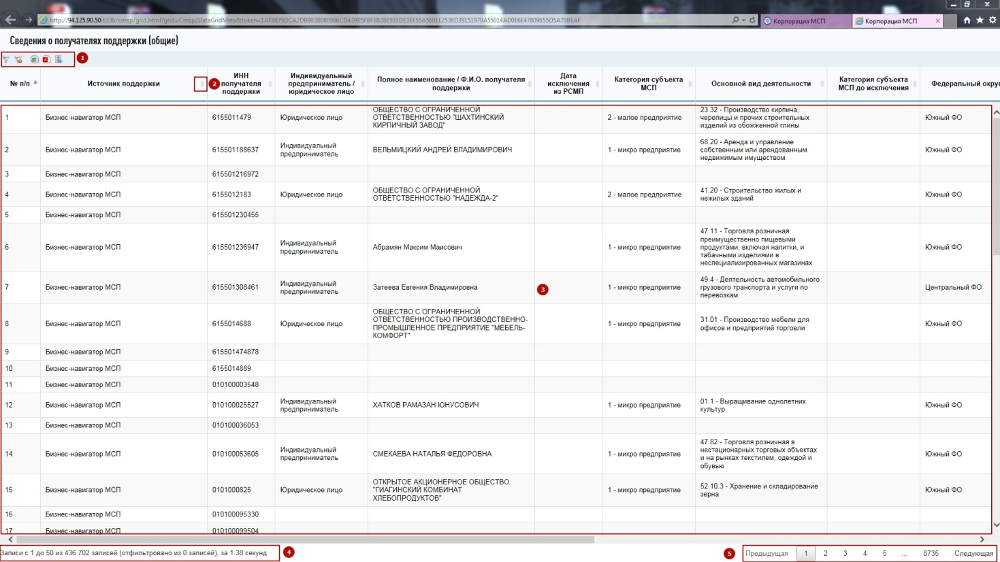 http://94.125.90.50:6336/cmsp/grid.html?grid=Cmsp2DataGridMeta&token=1AF8879DCA2DB903B080986CD439B5F8FB828E501DE3EF55A5601E2538D39151970A55014AD0E6E47809655D5A70BEAF
Корпорация МСП
Корпорация МСП
Сведения о получателях поддержки (общие)
1
№ п/п
Источник поддержки
2
ИНН
получателя
поддержки
Индивидуальный
предприниматель /
юридическое лицо
Полное наименование / Ф.И.О. получателя
поддержки
Дата
исключения
из РСМП
Категория субъекта
МСП
Основной вид деятельности
Категория субъекта
МСП до исключения
Федеральный округ
1
Бизнес-навигатор МСП
6155011479
Юридическое лицо
ОБЩЕСТВО С ОГРАНИЧЕННОЙ
ОТВЕТСТВЕННОСТЬЮ "ШАХТИНСКИЙ
КИРПИЧНЫЙ ЗАВОД"
2 - малое предприятие
23.32 - Производство кирпича,
черепицы и прочих строительных
изделий из обожженной глины
Южный ФО
2
Бизнес-навигатор МСП
615501188637
Индивидуальный
предприниматель
ВЕЛЬМИЦКИЙ АНДРЕЙ ВЛАДИМИРОВИЧ
1 - микро предприятие
68.20 - Аренда и управление
собственным или арендованным
недвижимым имуществом
Южный ФО
3
Бизнес-навигатор МСП
615501216972
4
Бизнес-навигатор МСП
6155012183
Юридическое лицо
ОБЩЕСТВО С ОГРАНИЧЕННОЙ
ОТВЕТСТВЕННОСТЬЮ "НАДЕЖДА-2"
2 - малое предприятие
41.20 - Строительство жилых и
нежилых зданий
Южный ФО
5
Бизнес-навигатор МСП
615501230455
6
Бизнес-навигатор МСП
615501236947
Индивидуальный
предприниматель
Абрамян Максим Маисович
1 - микро предприятие
47.11 - Торговля розничная
преимущественно пищевыми
продуктами, включая напитки, и
табачными изделиями в
неспециализированных магазинах
Южный ФО
7
Бизнес-навигатор МСП
615501308461
Индивидуальный
предприниматель
Затеева Евгения Владимировна
3
1 - микро предприятие
49.4 - Деятельность автомобильного
грузового транспорта и услуги по
перевозкам
Центральный ФО
8
Бизнес-навигатор МСП
6155014688
Юридическое лицо
ОБЩЕСТВО С ОГРАНИЧЕННОЙ
ОТВЕТСТВЕННОСТЬЮ ПРОИЗВОДСТВЕННО-
ПРОМЫШЛЕННОЕ ПРЕДПРИЯТИЕ "МЕБЕЛЬ-
КОМФОРТ"
1 - микро предприятие
31.01 - Производство мебели для
офисов и предприятий торговли
Южный ФО
9
Бизнес-навигатор МСП
615501474878
10
Бизнес-навигатор МСП
6155014889
11
Бизнес-навигатор МСП
010100003548
12
Бизнес-навигатор МСП
010100025527
Индивидуальный
предприниматель
ХАТКОВ РАМАЗАН ЮНУСОВИЧ
1 - микро предприятие
01.1 - Выращивание однолетних
культур
Южный ФО
13
Бизнес-навигатор МСП
010100036053
14
Бизнес-навигатор МСП
010100053605
Индивидуальный
предприниматель
СМЕКАЕВА НАТАЛЬЯ ФЕДОРОВНА
1 - микро предприятие
47.82 - Торговля розничная в
нестационарных торговых объектах
и на рынках текстилем, одеждой и
обувью
Южный ФО
15
Бизнес-навигатор МСП
0101000825
Юридическое лицо
ОТКРЫТОЕ АКЦИОНЕРНОЕ ОБЩЕСТВО
"ГИАГИНСКИЙ КОМБИНАТ
ХЛЕБОПРОДУКТОВ"
1 - микро предприятие
52.10.3 - Хранение и складирование
зерна
Южный ФО
16
Бизнес-навигатор МСП
010100095330
17
Бизнес-навигатор МСП
010100099504
Записи с 1 до 50 из 436 702 записей (отфильтровано из 0 записей), за 1.38 секунд
4
5
Предыдущая 1 2 3 4 5 ... 8735 Следующая